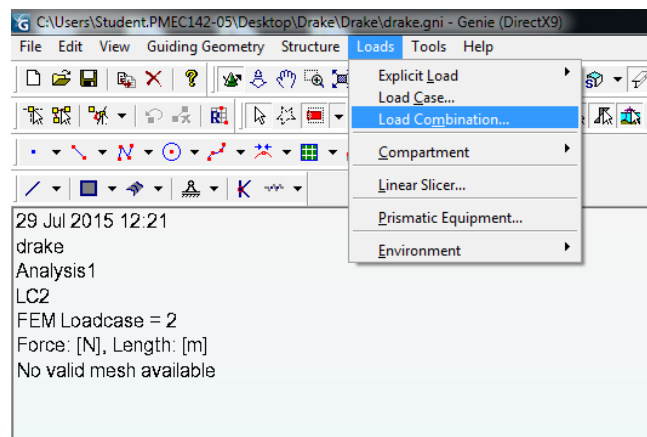 C:\Users\Student.PMEC142-05\Desktop\Drake\Drake\drake.gni - Genie (DirectX9)
File Edit View Guiding Geometry Structure Loads Tools Help
Explicit Load
Load Case...
Load Combination...
Compartment
Linear Slicer...
Prismatic Equipment...
Environment
29 Jul 2015 12:21
drake
Analysis1
LC2
FEM Loadcase = 2
Force: [N], Length: [m]
No valid mesh available